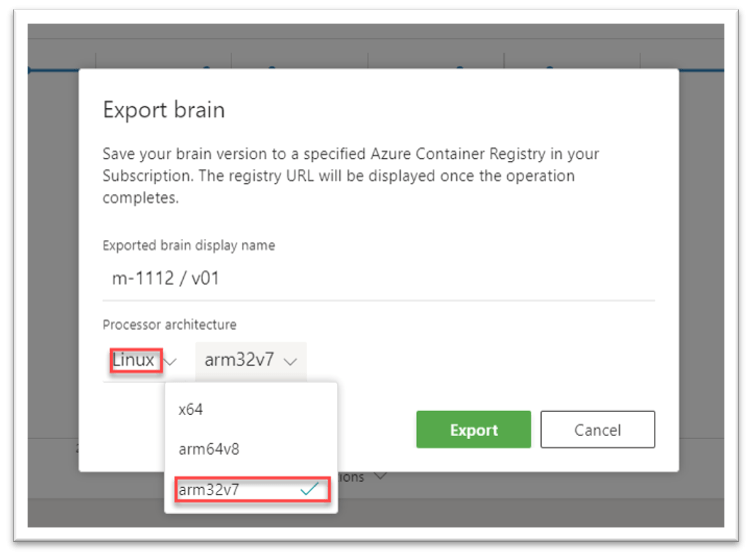 Export brain
Save your brain version to a specified Azure Container Registry in your
Subscription. The registry URL will be displayed once the operation
completes.
Exported brain display name
m-1112 / v01
Processor architecture
Linux arm32v7
x64
arm64v8
Export Cancel
arm32v7